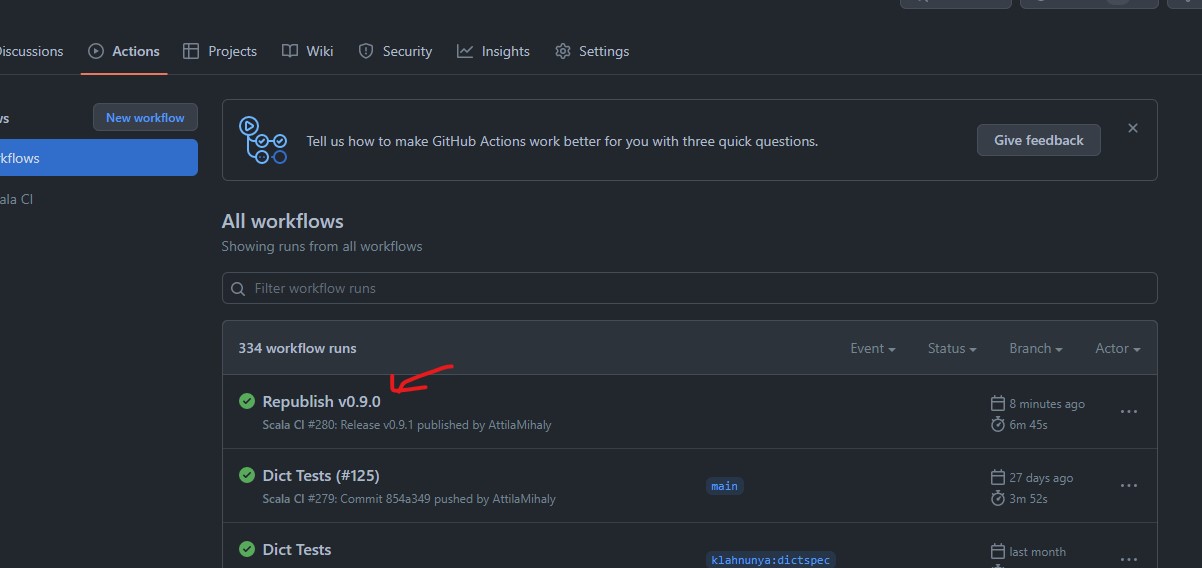 Discussions Actions Projects Wiki Security Insights Settings
New workflow
Tell us how to make GitHub Actions work better for you with three quick questions.
Give feedback
All workflows
Showing runs from all workflows
Filter workflow runs
334 workflow runs Event Status Branch Actor
Republish v0.9.0
8 minutes ago
Scala CI #280: Release v0.9.1 published by AttilaMihaly
6m 45s
Dict Tests (#125)
27 days ago
Scala CI #279: Commit 854a349 pushed by AttilaMihaly
main
3m 52s
Dict Tests
last month
klahnunya:dictspec